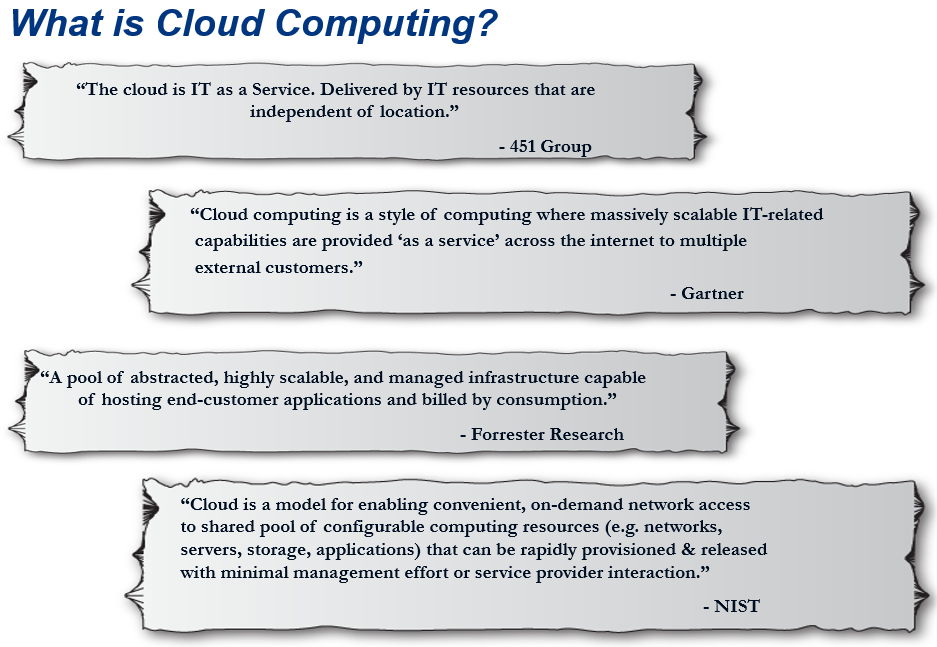 What is Cloud Computing?
“The cloud is IT as a Service. Delivered by IT resources that are
independent of location.”
- 451 Group
“Cloud computing is a style of computing where massively scalable IT-related
capabilities are provided ‘as a service’ across the internet to multiple
external customers.”
- Gartner
“A pool of abstracted, highly scalable, and managed infrastructure capable
of hosting end-customer applications and billed by consumption.”
- Forrester Research
“Cloud is a model for enabling convenient, on-demand network access
to shared pool of configurable computing resources (e.g. networks,
servers, storage, applications) that can be rapidly provisioned & released
with minimal management effort or service provider interaction.”
- NIST